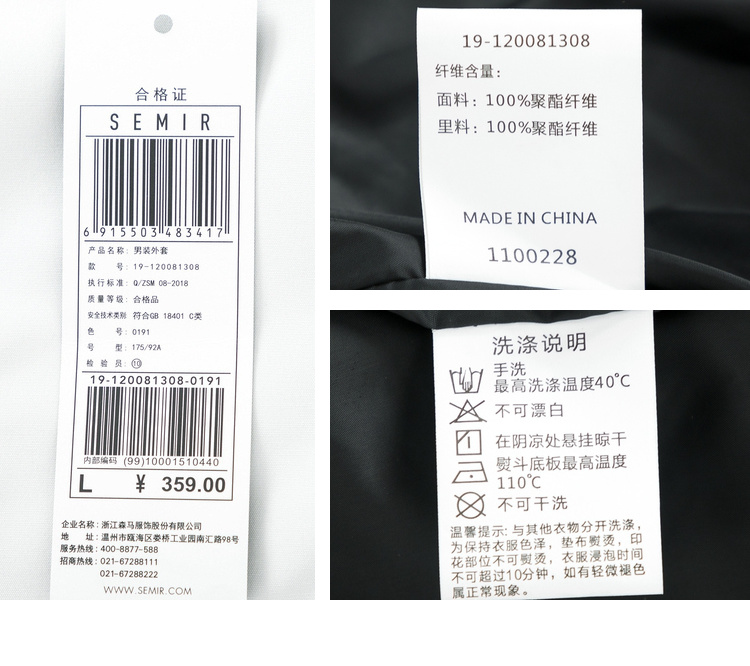 合格证
SEMIR
6 915503 483417
产品名称: 男装外套
款 号: 19-120081308
执行标准: Q/ZSM 08-2018
质量等级: 合格品
安全技术类别: 符合GB 18401 C类
色 号: 0191
号 型: 175/92A
检 验 员: ⑩
19-120081308-0191
内部编码 (99)10001510440
L ¥ 359.00
企业名称: 浙江森马服饰股份有限公司
地 址: 温州市瓯海区娄桥工业园南汇路98号
服务热线: 400-8877-588
招商热线: 021-67288111
021-67288222
WWW.SEMIR.COM
19-120081308
纤维含量:
面料: 100%聚酯纤维
里料: 100%聚酯纤维
MADE IN CHINA
1100228
洗涤说明
手洗
最高洗涤温度40℃
不可漂白
在阴凉处悬挂晾干
熨斗底板最高温度
110℃
不可干洗
温馨提示: 与其他衣物分开洗涤,
为保持衣服色泽, 垫布熨烫, 印
花部位不可熨烫, 衣服浸泡时间
不可超过10分钟, 如有轻微褪色
属正常现象。